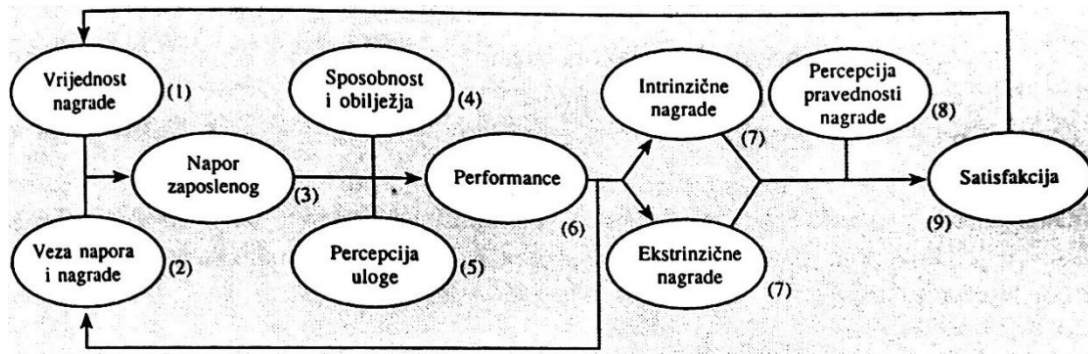 Vrijednost
nagrade
(1)
Sposobnost
i obilježja
(4)
Intrinzične
nagrade
(7)
Percepcija
pravednosti
nagrade
(8)
Napor
zaposlenog
(3)
Performance
(6)
Satisfakcija
(9)
Veza napora
i nagrade
(2)
Percepcija
uloge
(5)
Ekstrinzične
nagrade
(7)